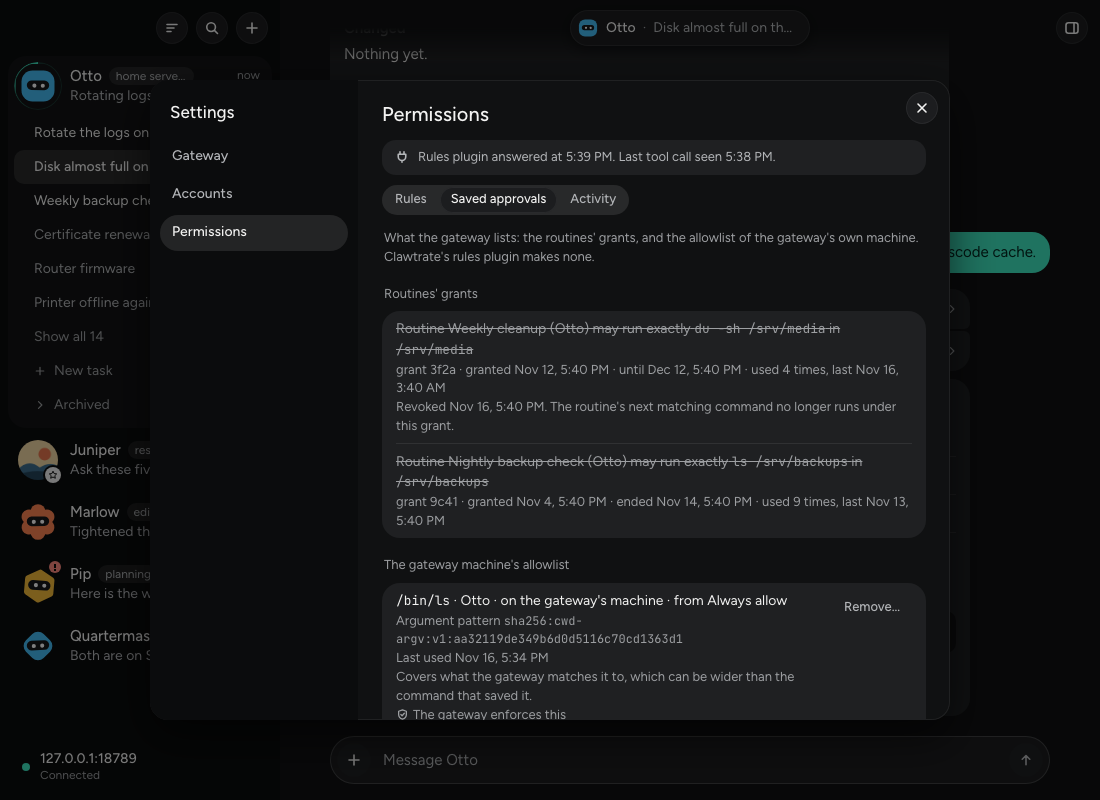 Otto · Disk almost full on th…
Nothing yet.
Otto home serve… now
Rotating logs
Rotate the logs on
Disk almost full on
Weekly backup che
Certificate renewa
Router firmware
Printer offline again
Show all 14
New task
Archived
Juniper res
Ask these fiv
Marlow edi
Tightened th
Pip planning
Here is the w
Quartermas
Both are on S
127.0.0.1:18789
Connected
Settings
Gateway
Accounts
Permissions
Permissions
Rules plugin answered at 5:39 PM. Last tool call seen 5:38 PM.
Rules Saved approvals Activity
What the gateway lists: the routines' grants, and the allowlist of the gateway's own machine.
Clawtrate's rules plugin makes none.
Routines' grants
Routine Weekly cleanup (Otto) may run exactly du -sh /srv/media in
/srv/media
grant 3f2a · granted Nov 12, 5:40 PM · until Dec 12, 5:40 PM · used 4 times, last Nov 16,
3:40 AM
Revoked Nov 16, 5:40 PM. The routine's next matching command no longer runs under
this grant.
Routine Nightly backup check (Otto) may run exactly ls /srv/backups in
/srv/backups
grant 9c41 · granted Nov 4, 5:40 PM · ended Nov 14, 5:40 PM · used 9 times, last Nov 13,
5:40 PM
The gateway machine's allowlist
/bin/ls · Otto · on the gateway's machine · from Always allow
Remove…
Argument pattern sha256:cwd-
argv:v1:aa32119de349b6d0d5116c70cd1363d1
Last used Nov 16, 5:34 PM
Covers what the gateway matches it to, which can be wider than the
command that saved it.
The gateway enforces this
scode cache.
Message Otto